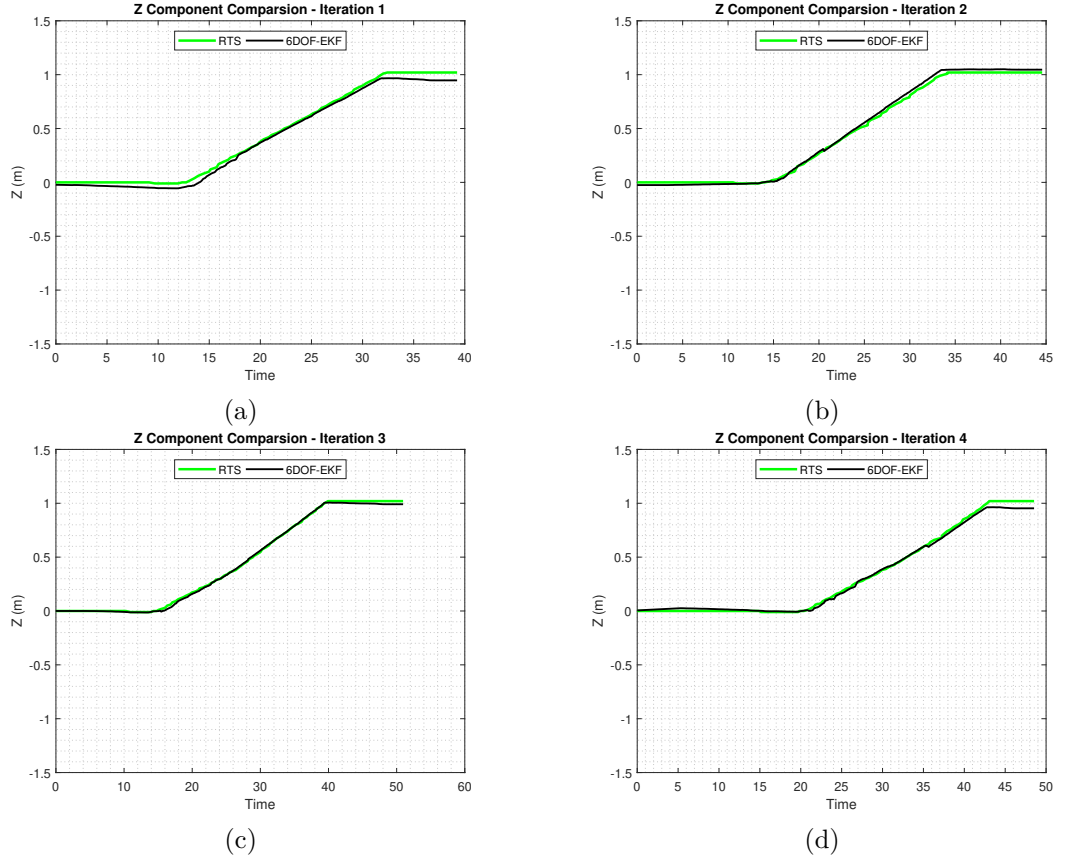 Z Component Comparsion - Iteration 1
RTS 6DOF-EKF
1.5
1
0.5
0
-0.5
-1
-1.5
Z (m)
0 5 10 15 20 25 30 35 40
Time
(a)
Z Component Comparsion - Iteration 2
RTS 6DOF-EKF
1.5
1
0.5
0
-0.5
-1
-1.5
Z (m)
0 5 10 15 20 25 30 35 40 45
Time
(b)
Z Component Comparsion - Iteration 3
RTS 6DOF-EKF
1.5
1
0.5
0
-0.5
-1
-1.5
Z (m)
0 10 20 30 40 50 60
Time
(c)
Z Component Comparsion - Iteration 4
RTS 6DOF-EKF
1.5
1
0.5
0
-0.5
-1
-1.5
Z (m)
0 5 10 15 20 25 30 35 40 45 50
Time
(d)